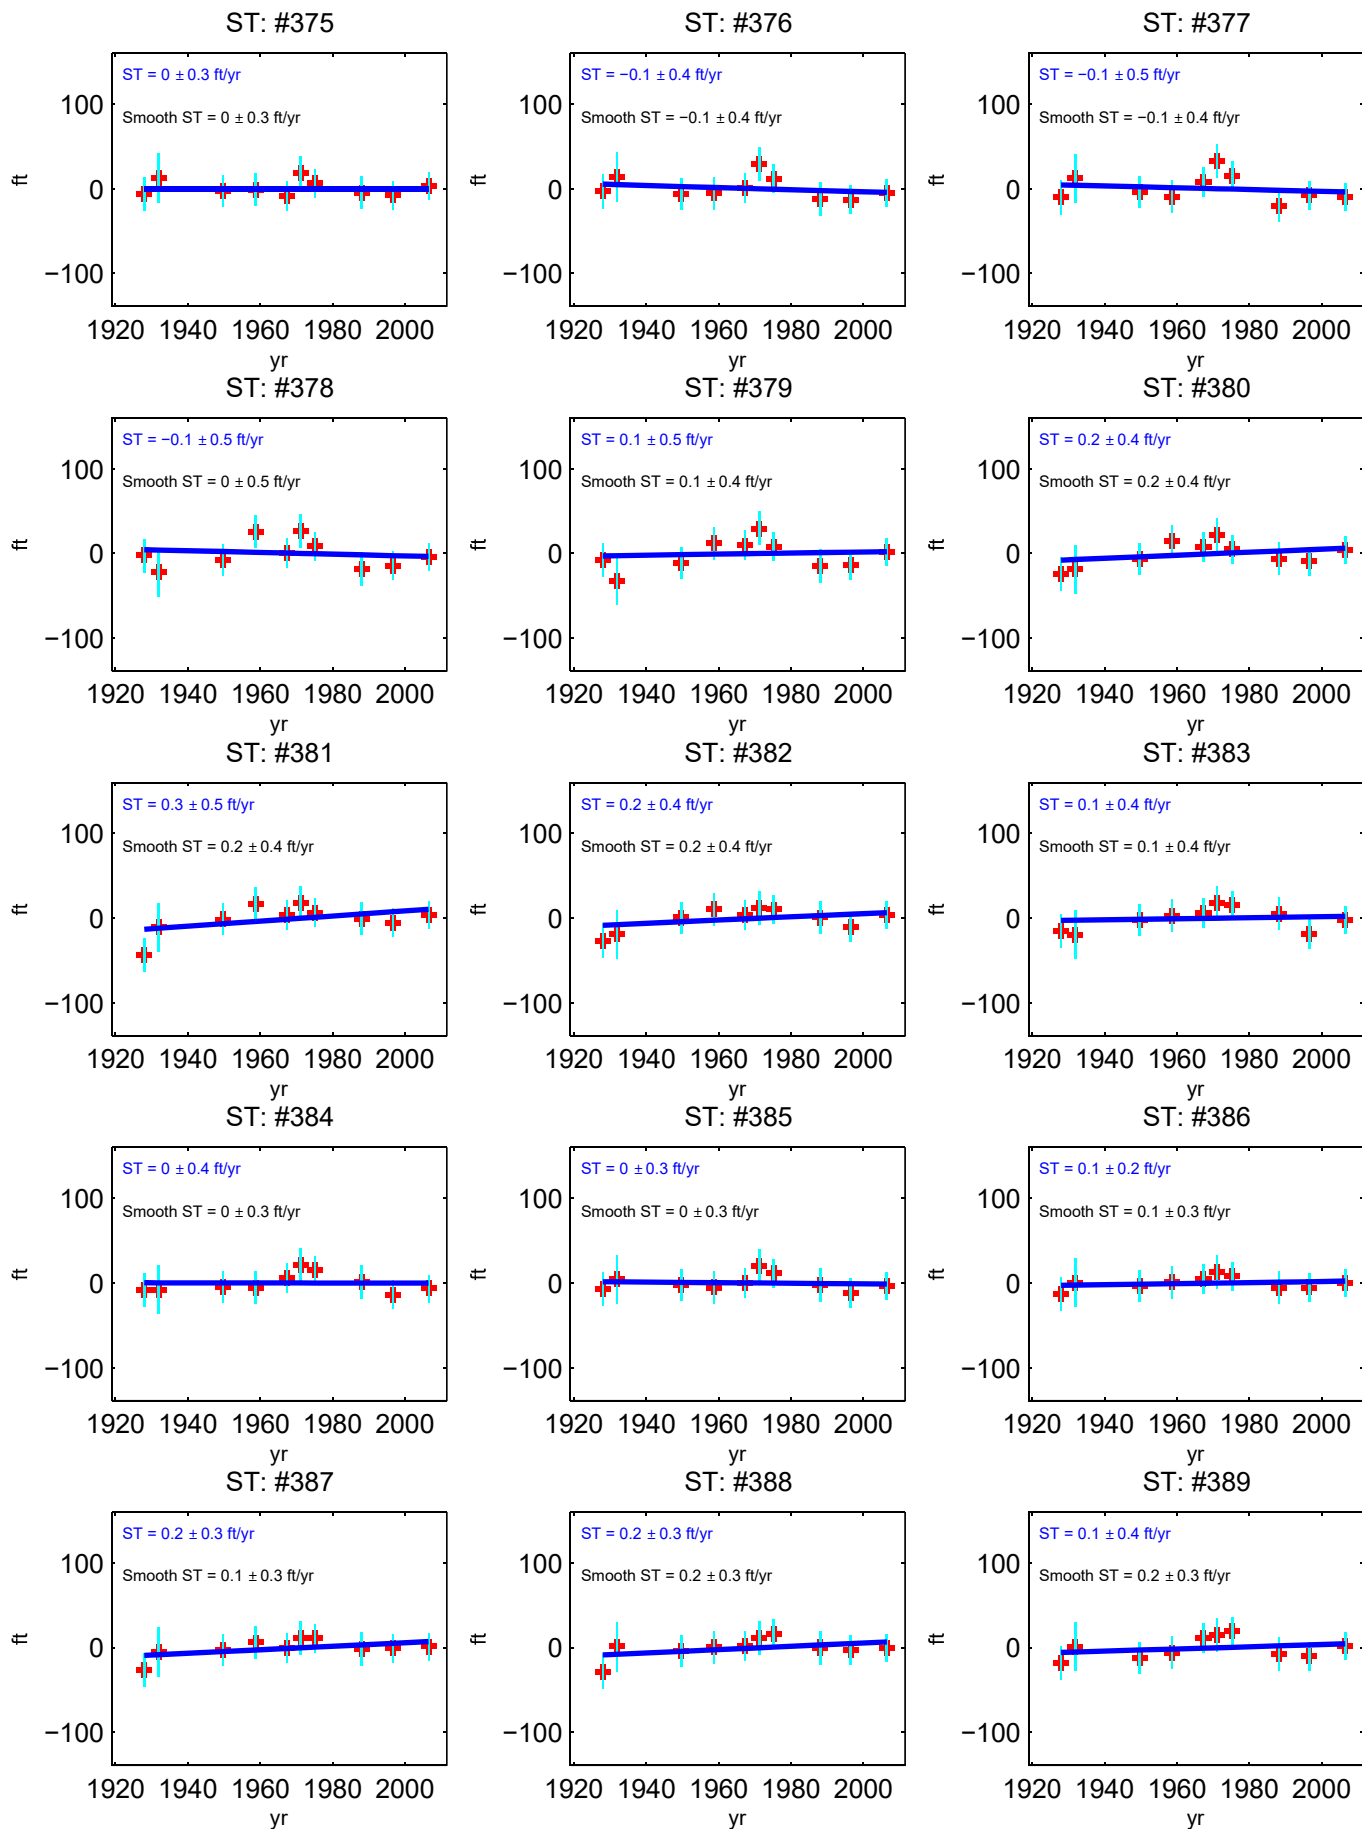 ST: #375
ST = 0 ± 0.3 ft/yr
Smooth ST = 0 ± 0.3 ft/yr
100
0
−100
ft
1920 1940 1960 1980 2000
yr
ST: #376
ST = −0.1 ± 0.4 ft/yr
Smooth ST = −0.1 ± 0.4 ft/yr
100
0
−100
ft
1920 1940 1960 1980 2000
yr
ST: #377
ST = −0.1 ± 0.5 ft/yr
Smooth ST = −0.1 ± 0.4 ft/yr
100
0
−100
ft
1920 1940 1960 1980 2000
yr
ST: #378
ST = −0.1 ± 0.5 ft/yr
Smooth ST = 0 ± 0.5 ft/yr
100
0
−100
ft
1920 1940 1960 1980 2000
yr
ST: #379
ST = 0.1 ± 0.5 ft/yr
Smooth ST = 0.1 ± 0.4 ft/yr
100
0
−100
ft
1920 1940 1960 1980 2000
yr
ST: #380
ST = 0.2 ± 0.4 ft/yr
Smooth ST = 0.2 ± 0.4 ft/yr
100
0
−100
ft
1920 1940 1960 1980 2000
yr
ST: #381
ST = 0.3 ± 0.5 ft/yr
Smooth ST = 0.2 ± 0.4 ft/yr
100
0
−100
ft
1920 1940 1960 1980 2000
yr
ST: #382
ST = 0.2 ± 0.4 ft/yr
Smooth ST = 0.2 ± 0.4 ft/yr
100
0
−100
ft
1920 1940 1960 1980 2000
yr
ST: #383
ST = 0.1 ± 0.4 ft/yr
Smooth ST = 0.1 ± 0.4 ft/yr
100
0
−100
ft
1920 1940 1960 1980 2000
yr
ST: #384
ST = 0 ± 0.4 ft/yr
Smooth ST = 0 ± 0.3 ft/yr
100
0
−100
ft
1920 1940 1960 1980 2000
yr
ST: #385
ST = 0 ± 0.3 ft/yr
Smooth ST = 0 ± 0.3 ft/yr
100
0
−100
ft
1920 1940 1960 1980 2000
yr
ST: #386
ST = 0.1 ± 0.2 ft/yr
Smooth ST = 0.1 ± 0.3 ft/yr
100
0
−100
ft
1920 1940 1960 1980 2000
yr
ST: #387
ST = 0.2 ± 0.3 ft/yr
Smooth ST = 0.1 ± 0.3 ft/yr
100
0
−100
ft
1920 1940 1960 1980 2000
yr
ST: #388
ST = 0.2 ± 0.3 ft/yr
Smooth ST = 0.2 ± 0.3 ft/yr
100
0
−100
ft
1920 1940 1960 1980 2000
yr
ST: #389
ST = 0.1 ± 0.4 ft/yr
Smooth ST = 0.2 ± 0.3 ft/yr
100
0
−100
ft
1920 1940 1960 1980 2000
yr